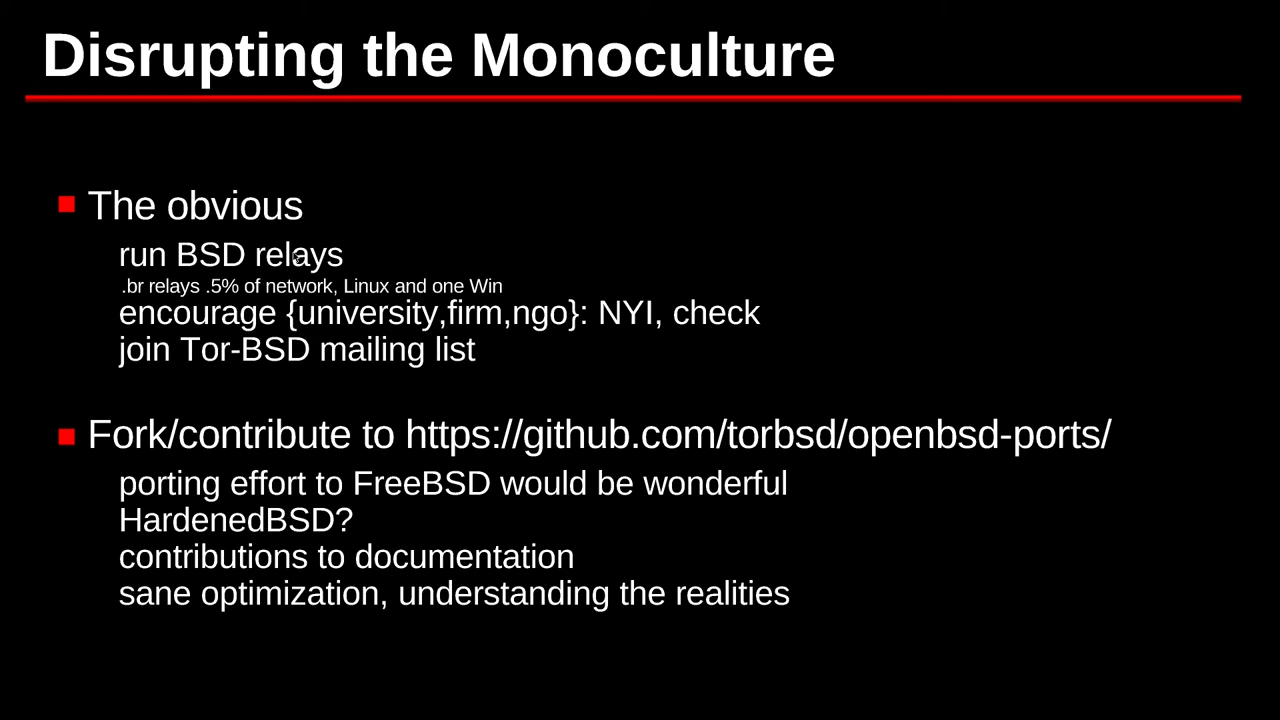 Disrupting the Monoculture
The obvious
run BSD relays
.br relays .5% of network, Linux and one Win
encourage {university,firm,ngo}: NYI, check
join Tor-BSD mailing list
Fork/contribute to https://github.com/torbsd/openbsd-ports/
porting effort to FreeBSD would be wonderful
HardenedBSD?
contributions to documentation
sane optimization, understanding the realities